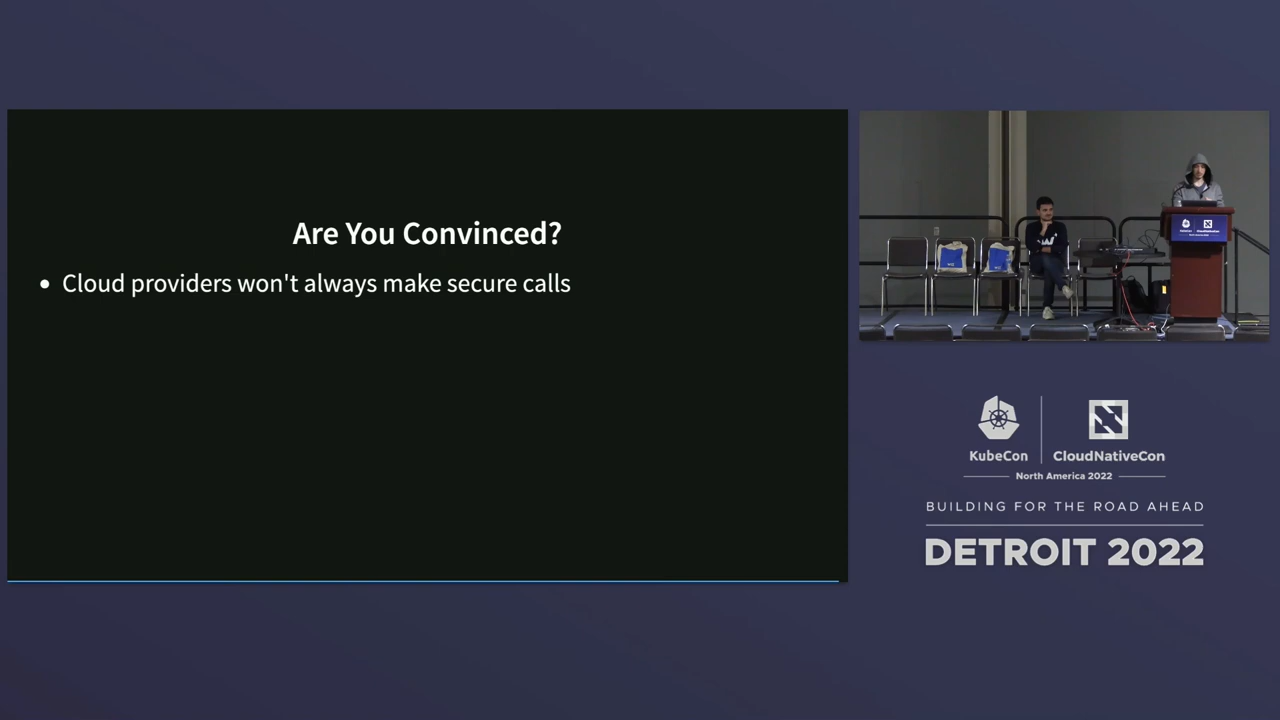 Are You Convinced?
• Cloud providers won't always make secure calls
KubeCon
CloudNativeCon
North America 2022
BUILDING FOR THE ROAD AHEAD
DETROIT 2022